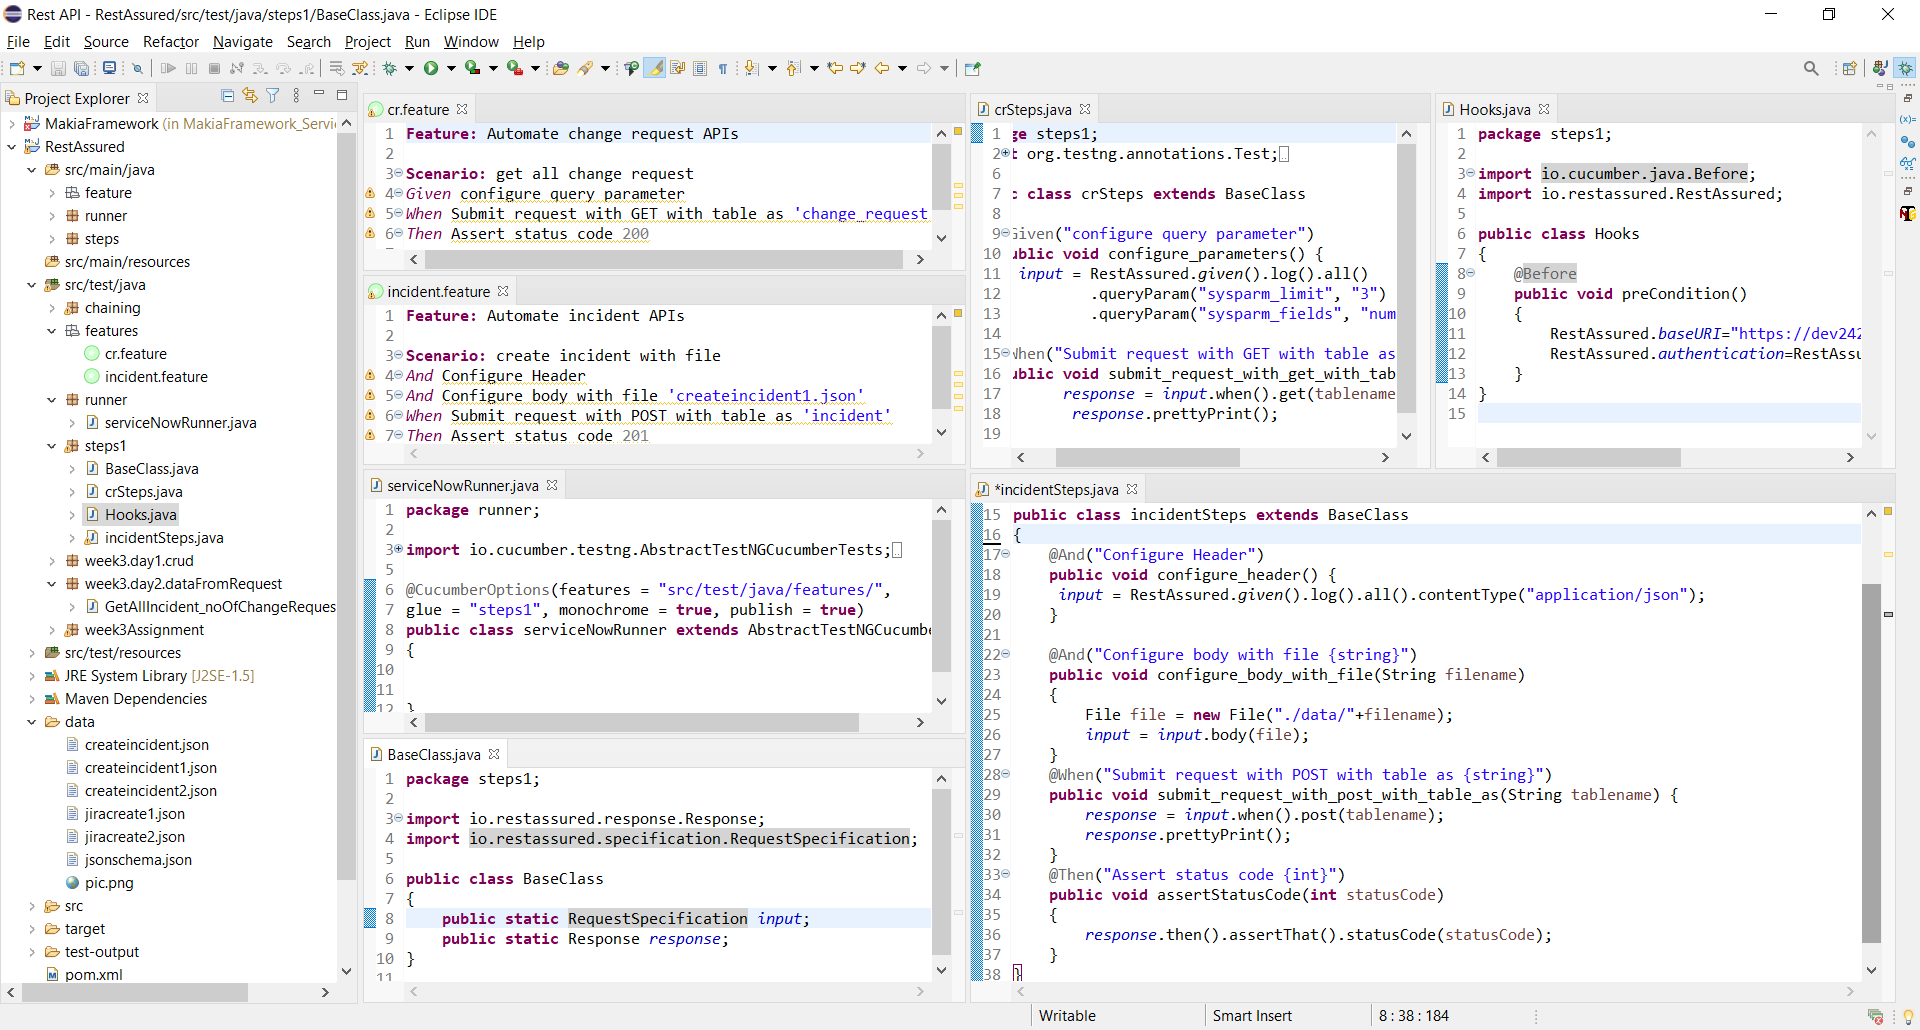 Rest API - RestAssured/src/test/java/steps1/BaseClass.java - Eclipse IDE
File Edit Source Refactor Navigate Search Project Run Window Help
Project Explorer
MakiaFramework (in MakiaFramework_Servi
RestAssured
src/main/java
feature
runner
steps
src/main/resources
src/test/java
chaining
features
cr.feature
incident.feature
runner
serviceNowRunner.java
steps1
BaseClass.java
crSteps.java
Hooks.java
incidentSteps.java
week3.day1.crud
week3.day2.dataFromRequest
GetAllIncident_noOfChangeReques
week3Assignment
src/test/resources
JRE System Library [J2SE-1.5]
Maven Dependencies
data
createincident.json
createincident1.json
createincident2.json
jiracreate1.json
jiracreate2.json
jsonschema.json
pic.png
src
target
test-output
pom.xml
cr.feature
1 Feature: Automate change request APIs
2
3 Scenario: get all change request
4 Given configure query parameter
5 When Submit request with GET with table as 'change_request
6 Then Assert status code 200
incident.feature
1 Feature: Automate incident APIs
2
3 Scenario: create incident with file
4 And Configure Header
5 And Configure body with file 'createincident1.json'
6 When Submit request with POST with table as 'incident'
7 Then Assert status code 201
serviceNowRunner.java
1 package runner;
2
3 import io.cucumber.testng.AbstractTestNGCucumberTests;
5
6 @CucumberOptions(features = "src/test/java/features/",
7 glue = "steps1", monochrome = true, publish = true)
8 public class serviceNowRunner extends AbstractTestNGCucumbe
9 {
10
11
12 }
BaseClass.java
1 package steps1;
2
3 import io.restassured.response.Response;
4 import io.restassured.specification.RequestSpecification;
5
6 public class BaseClass
7 {
8 public static RequestSpecification input;
9 public static Response response;
10 }
11
crSteps.java
1 ge steps1;
2 t org.testng.annotations.Test;
6
7 c class crSteps extends BaseClass
8
9 Given("configure query parameter")
10 ublic void configure_parameters() {
11 input = RestAssured.given().log().all()
12 .queryParam("sysparm_limit", "3")
13 .queryParam("sysparm_fields", "num
14
15 When("Submit request with GET with table as
16 ublic void submit_request_with_get_with_tab
17 response = input.when().get(tablename
18 response.prettyPrint();
19
Hooks.java
1 package steps1;
2
3 import io.cucumber.java.Before;
4 import io.restassured.RestAssured;
5
6 public class Hooks
7 {
8 @Before
9 public void preCondition()
10 {
11 RestAssured.baseURI="https://dev242
12 RestAssured.authentication=RestAssu
13 }
14 }
15
*incidentSteps.java
15 public class incidentSteps extends BaseClass
16 {
17 @And("Configure Header")
18 public void configure_header() {
19 input = RestAssured.given().log().all().contentType("application/json");
20 }
21
22 @And("Configure body with file {string}")
23 public void configure_body_with_file(String filename)
24 {
25 File file = new File("./data/"+filename);
26 input = input.body(file);
27 }
28 @When("Submit request with POST with table as {string}")
29 public void submit_request_with_post_with_table_as(String tablename) {
30 response = input.when().post(tablename);
31 response.prettyPrint();
32 }
33 @Then("Assert status code {int}")
34 public void assertStatusCode(int statusCode)
35 {
36 response.then().assertThat().statusCode(statusCode);
37 }
38 }
Writable Smart Insert 8 : 38 : 184